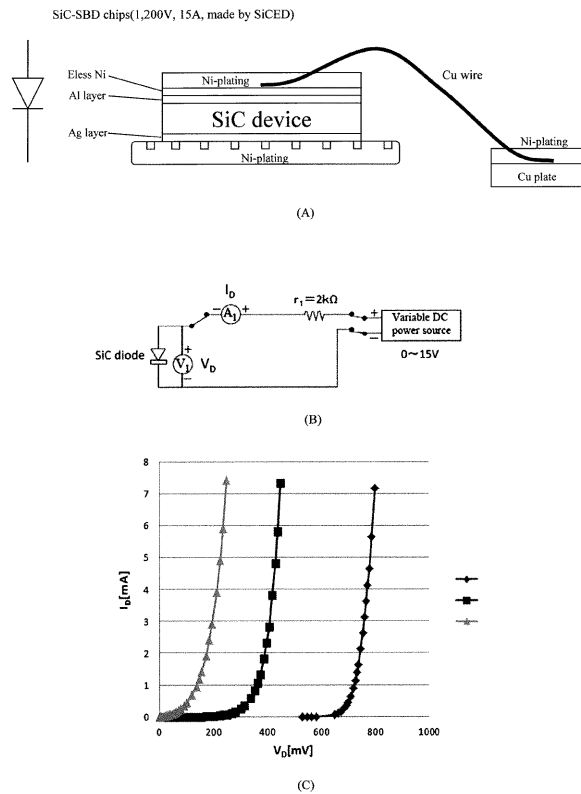 SiC-SBD chips(1,200V, 15A, made by SiCED)
Eless Ni
Al layer
Ag layer
Ni-plating
SiC device
Ni-plating
Cu wire
Ni-plating
Cu plate
(A)
I_D
− A₁ +
r₁=2kΩ
+
−
Variable DC
power source
0～15V
SiC diode
+
V₁
−
V_D
(B)
8
7
6
5
4
3
2
1
0
I_D[mA]
0 200 400 600 800 1000
V_D[mV]
(C)